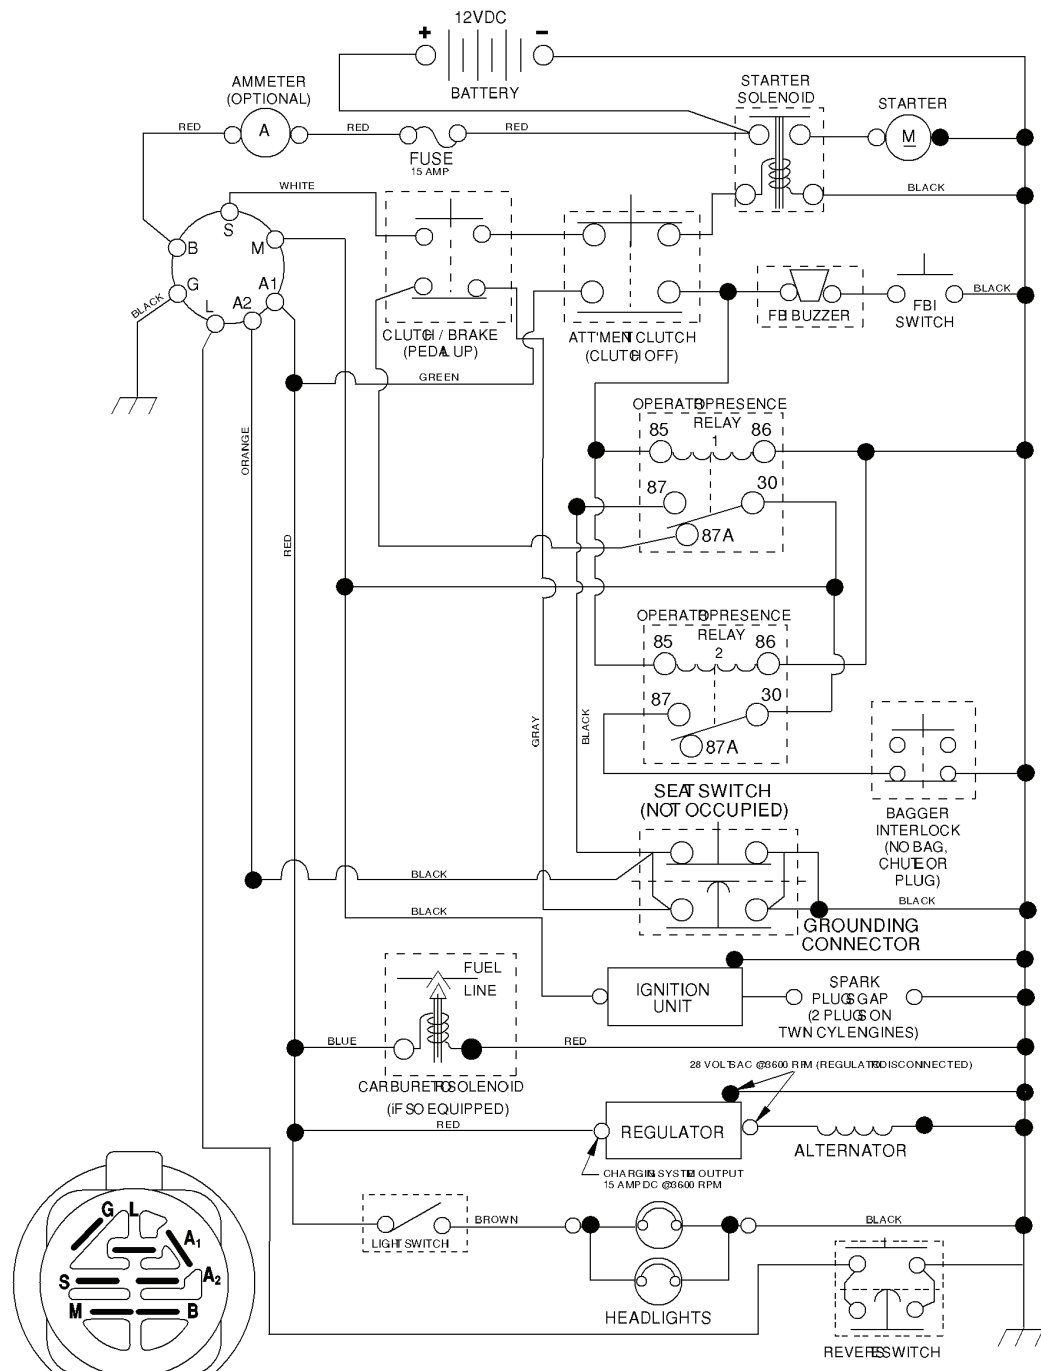 12VDC
+
-
BATTERY
AMMETER
(OPTIONAL)
A
RED
RED
RED
FUSE
15 AMP
STARTER
SOLENOID
STARTER
M
BLACK
WHITE
S
B
M
G
A1
L
A2
BLACK
CLUTCH / BRAKE
(PEDAL UP)
ATT'MENT CLUTCH
(CLUTCH OFF)
FBI BUZZER
FBI
SWITCH
BLACK
GREEN
ORANGE
RED
OPERATOR PRESENCE
RELAY
1
85
86
87
30
87A
OPERATOR PRESENCE
RELAY
2
85
86
87
30
87A
GRAY
BLACK
SEAT SWITCH
(NOT OCCUPIED)
BAGGER
INTERLOCK
(NO BAG,
CHUTE OR
PLUG)
BLACK
BLACK
BLACK
GROUNDING
CONNECTOR
FUEL
LINE
IGNITION
UNIT
SPARK
PLUGS GAP
(2 PLUGS ON
TWIN CYL ENGINES)
BLUE
RED
CARBURETOR SOLENOID
(iF SO EQUIPPED)
28 VOLTS AC @3600 RPM (REGULATOR DISCONNECTED)
RED
REGULATOR
ALTERNATOR
CHARGING SYSTEM OUTPUT
15 AMP DC @3600 RPM
LIGHT SWITCH
BROWN
BLACK
HEADLIGHTS
REVERSE SWITCH
G
L
A1
S
A2
M
B